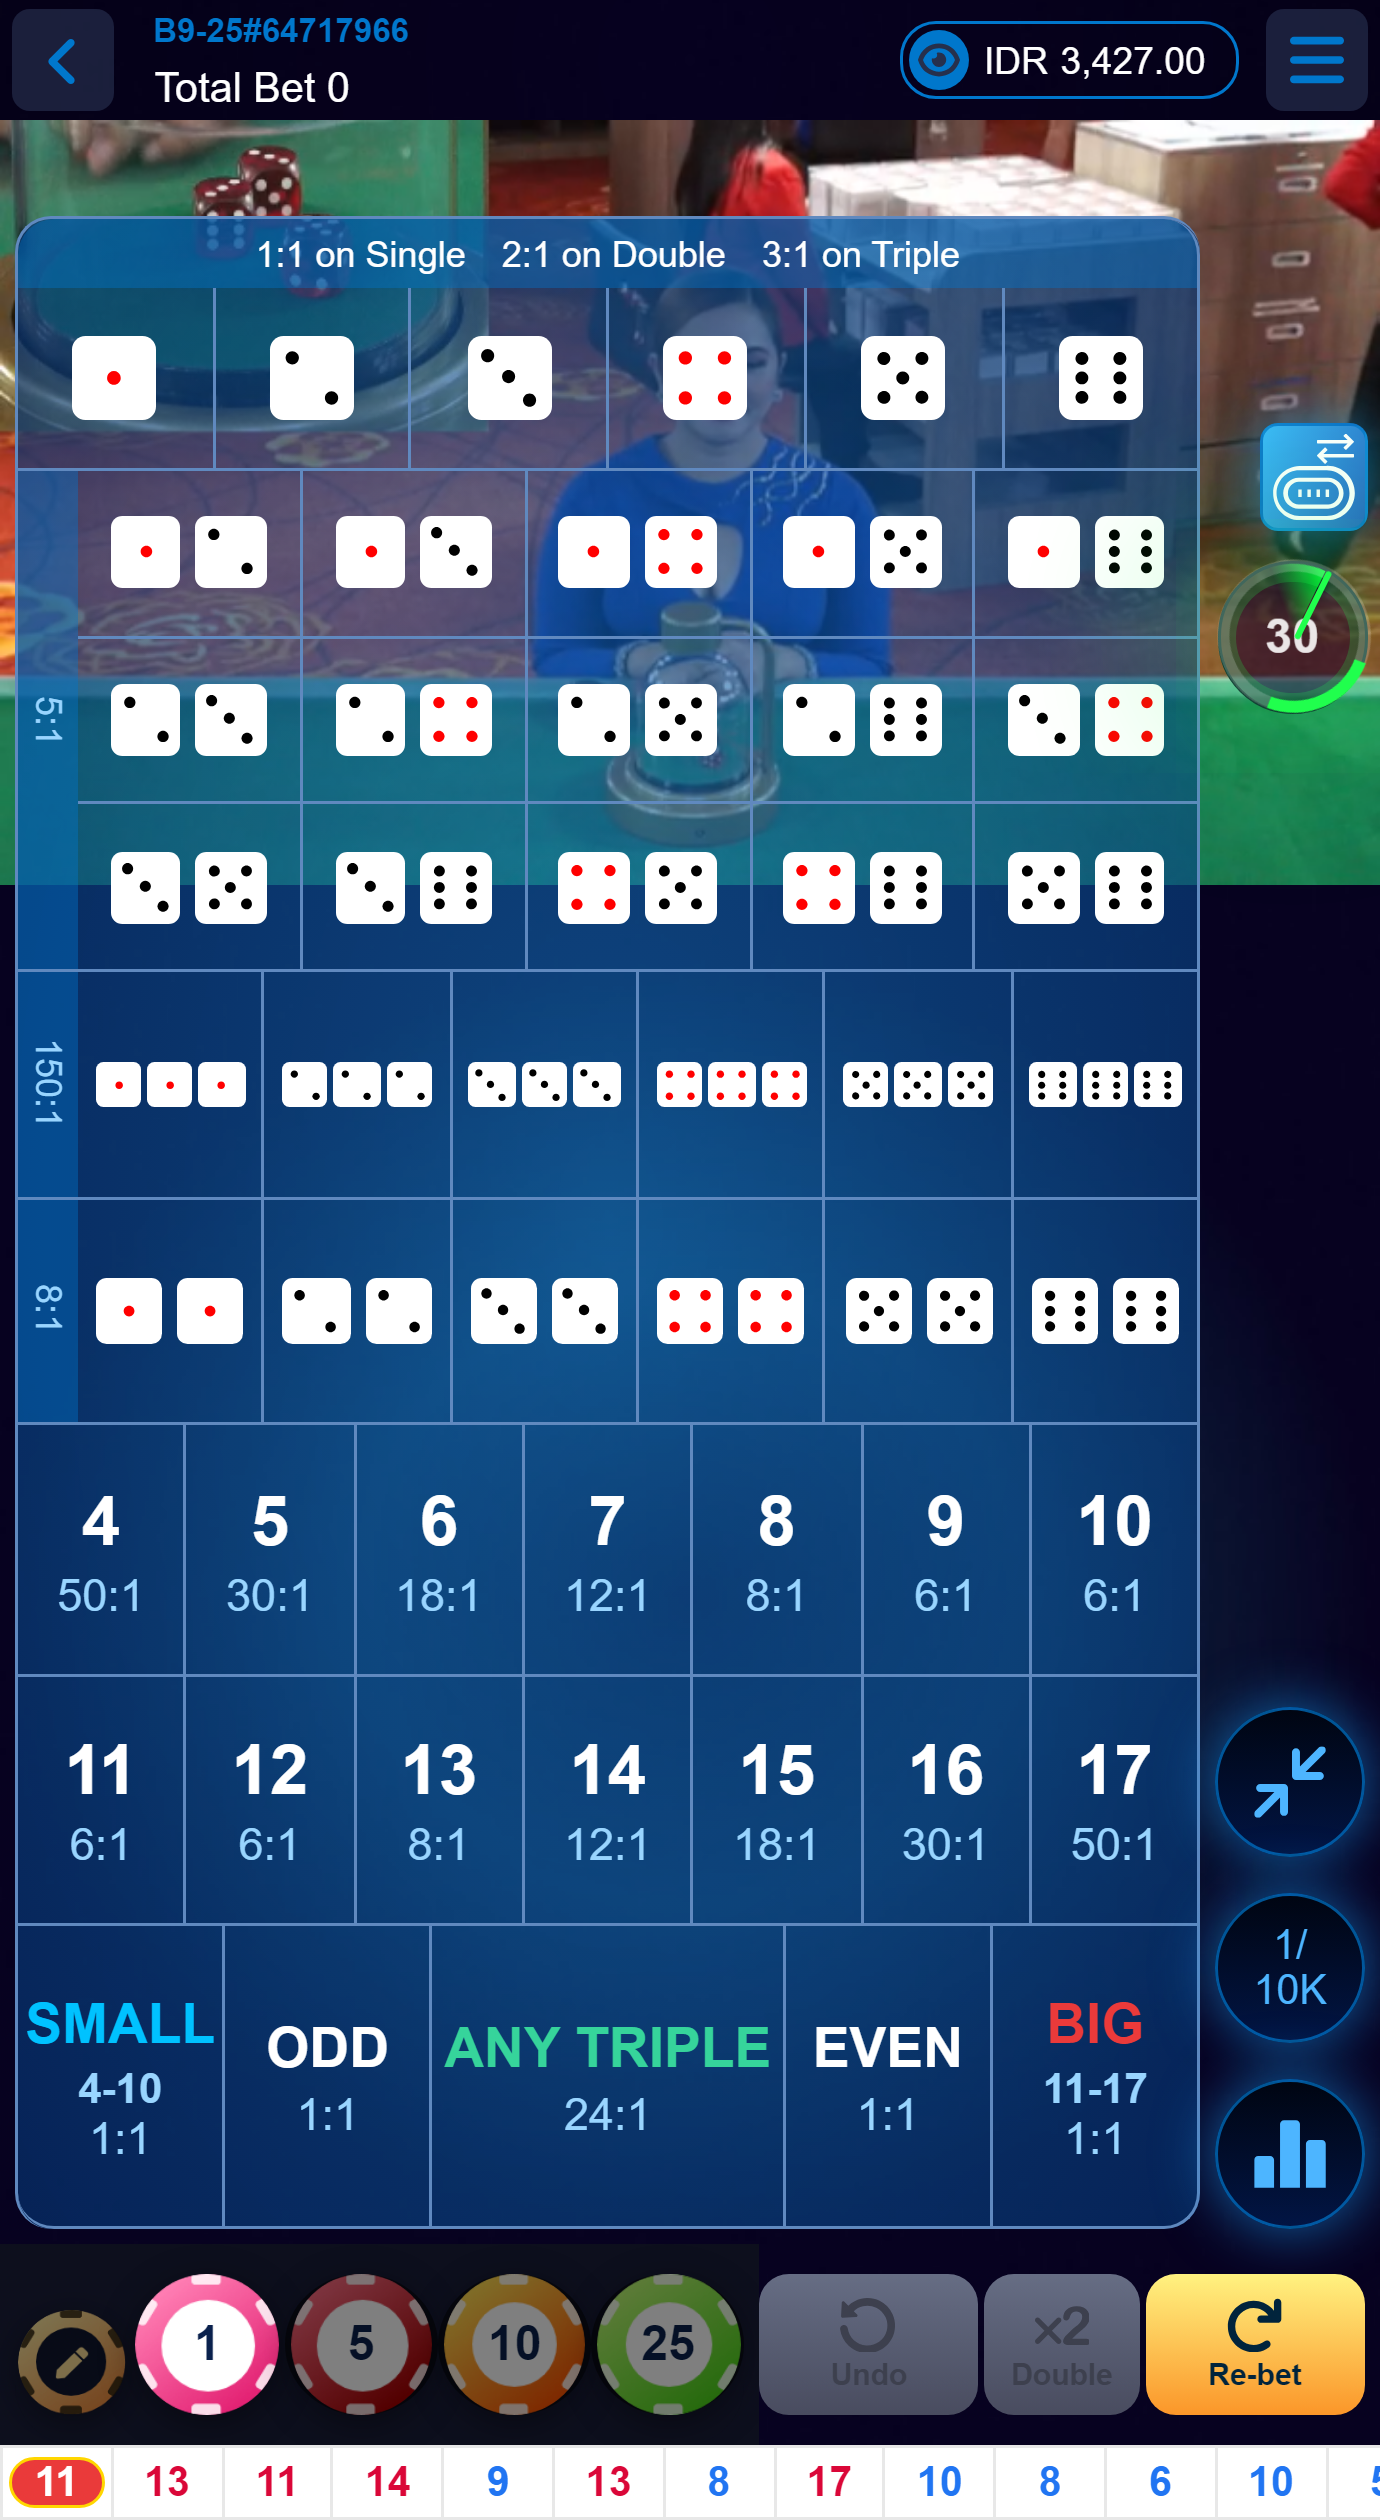 B9-25#64717966
Total Bet 0
IDR 3,427.00
1:1 on Single 2:1 on Double 3:1 on Triple
30
5:1
150:1
8:1
4 5 6 7 8 9 10
50:1 30:1 18:1 12:1 8:1 6:1 6:1
11 12 13 14 15 16 17
6:1 6:1 8:1 12:1 18:1 30:1 50:1
SMALL
4-10
1:1
ODD
1:1
ANY TRIPLE
24:1
EVEN
1:1
BIG
11-17
1:1
1/
10K
1 5 10 25
Undo
x2
Double
Re-bet
11 13 11 14 9 13 8 17 10 8 6 10